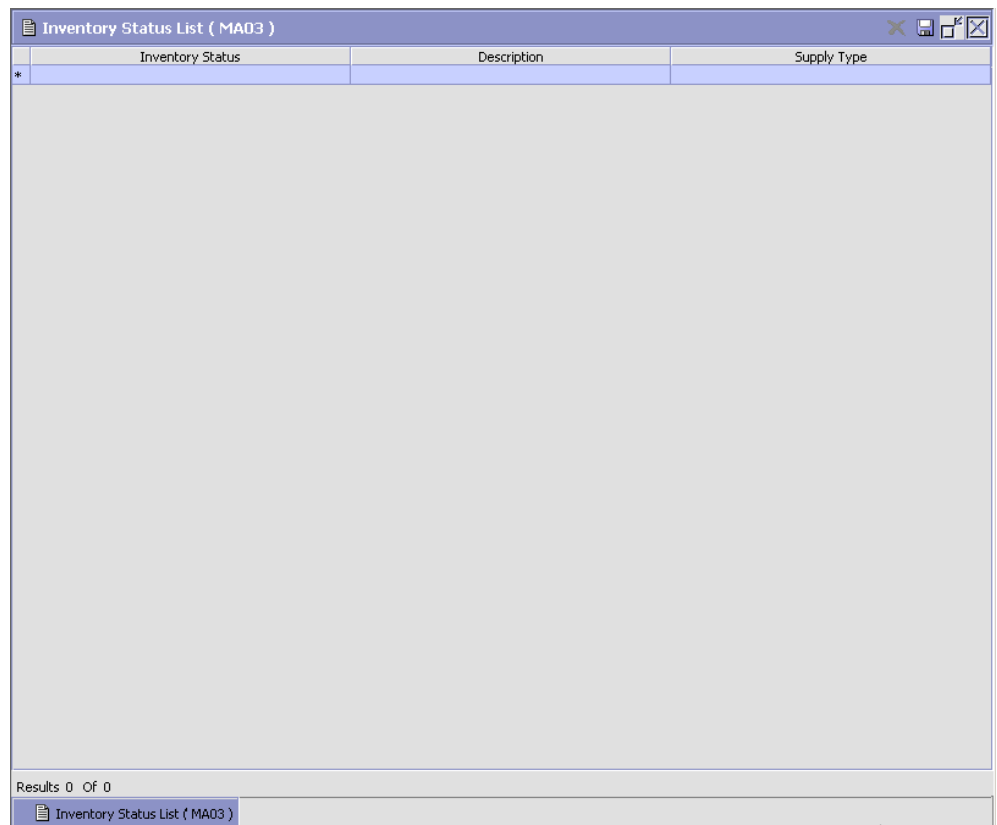 Inventory Status List ( MA03 )
Inventory Status Description Supply Type
*
Results 0 Of 0
Inventory Status List ( MA03 )